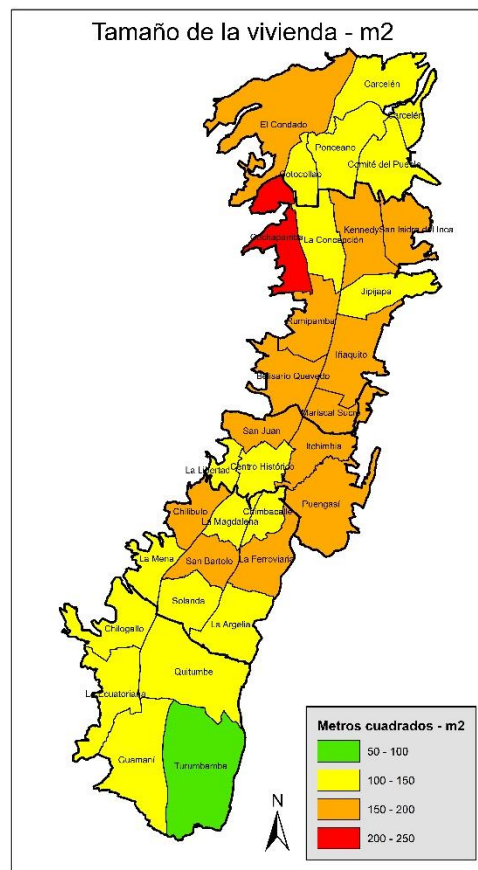 Tamaño de la vivienda - m2
Carcelén
Carcelén
El Condado
Ponceano
Cotocollao
Comité del Pueblo
Cochapamba
La Concepción
Kennedy
San Isidro del Inca
Jipijapa
Rumipamba
Iñaquito
Belisario Quevedo
Mariscal Sucre
San Juan
Itchimbía
La Libertad
Centro Histórico
Puengasí
Chilibulo
La Magdalena
Chimbacalle
La Mena
San Bartolo
La Ferroviaria
Solanda
Chillogallo
La Argelia
Quitumbe
La Ecuatoriana
Guamaní
Turumbamba
Metros cuadrados - m2
50 - 100
100 - 150
150 - 200
200 - 250
N